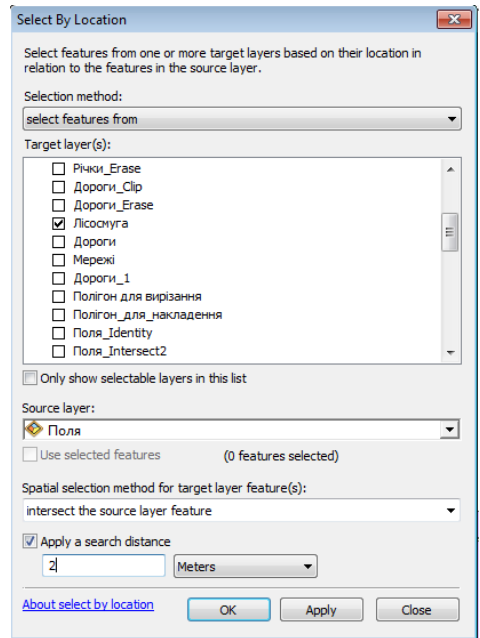 Select By Location
Select features from one or more target layers based on their location in
relation to the features in the source layer.
Selection method:
select features from
Target layer(s):
Річки_Erase
Дороги_Clip
Дороги_Erase
Лісосмуга
Дороги
Мережі
Дороги_1
Полігон для вирізання
Полігон_для_накладення
Поля_Identity
Поля_Intersect2
Only show selectable layers in this list
Source layer:
Поля
Use selected features (0 features selected)
Spatial selection method for target layer feature(s):
intersect the source layer feature
Apply a search distance
2 Meters
About select by location OK Apply Close